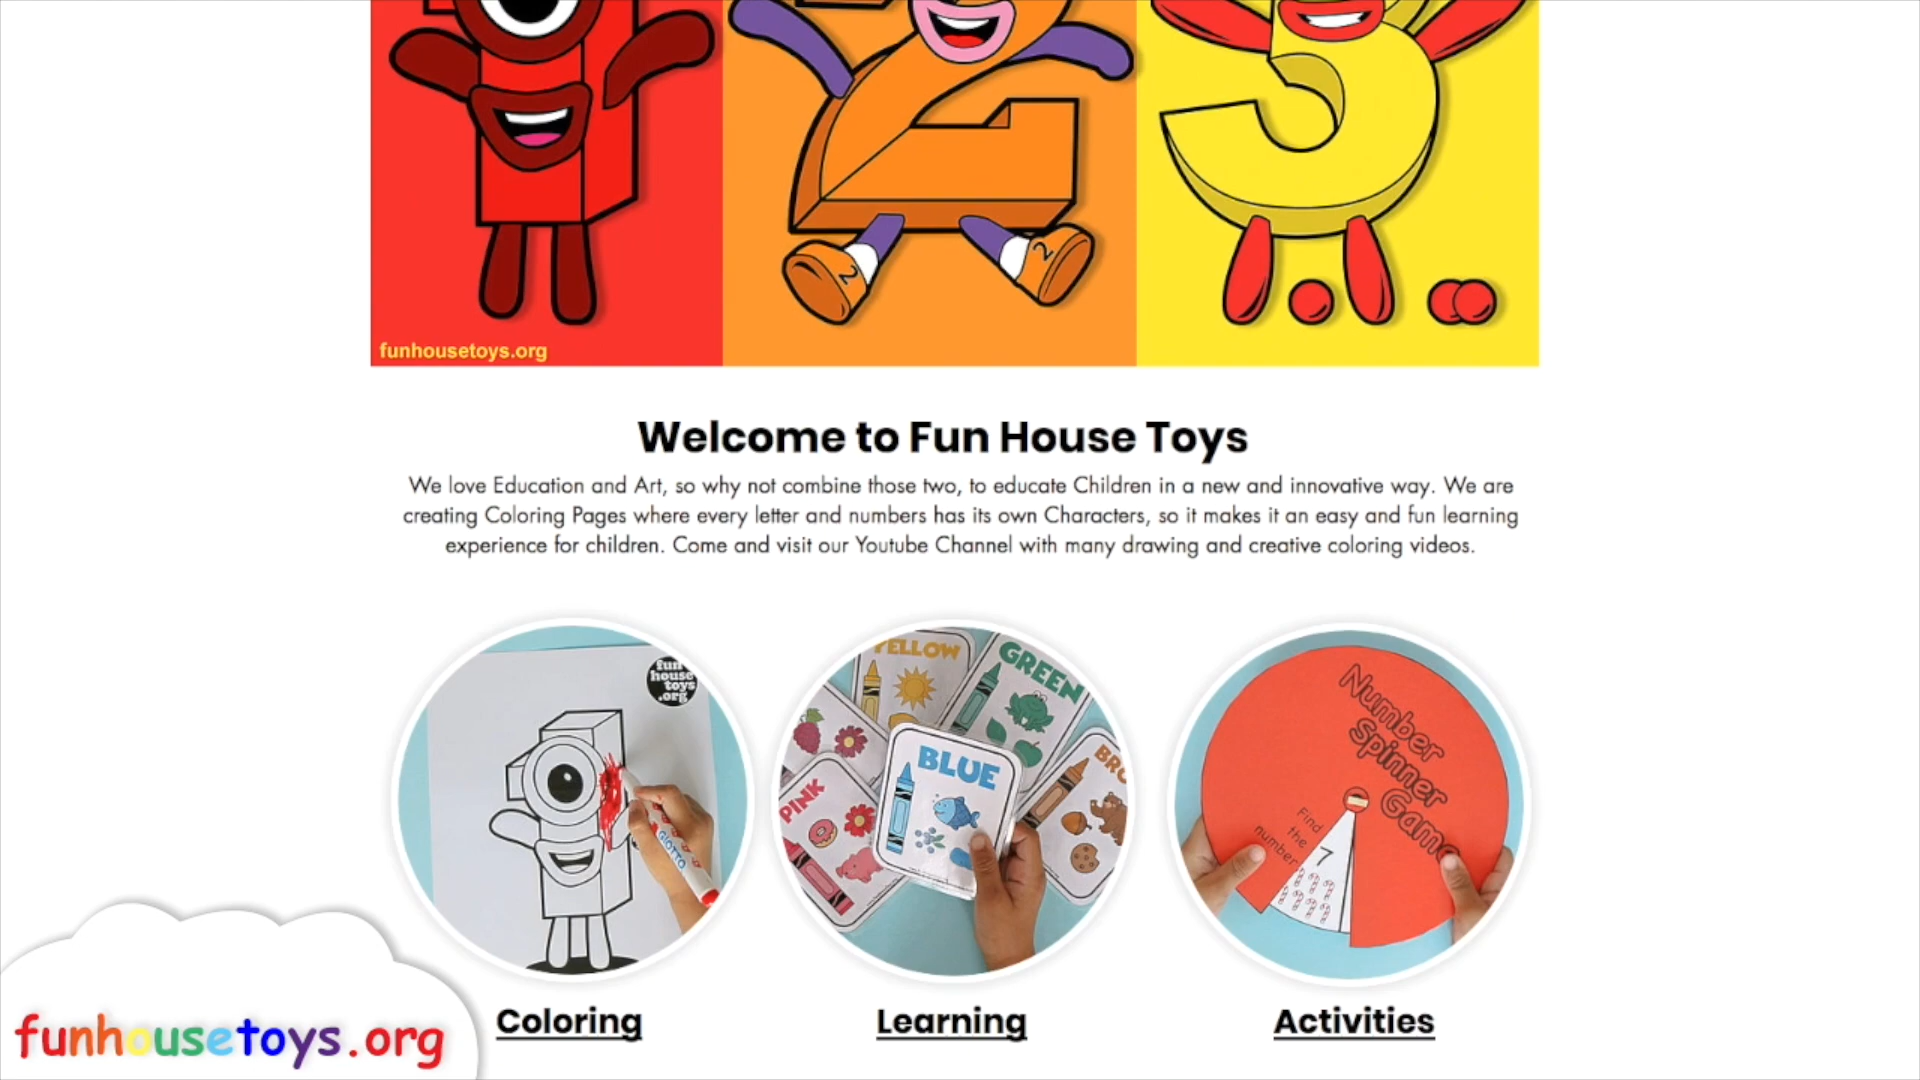 2
2
funhousetoys.org
Welcome to Fun House Toys
We love Education and Art, so why not combine those two, to educate Children in a new and innovative way. We are
creating Coloring Pages where every letter and numbers has its own Characters, so it makes it an easy and fun learning
experience for children. Come and visit our Youtube Channel with many drawing and creative coloring videos.
fun
house
toys
.org
GIOTTO
YELLOW
GREEN
BLUE
PINK
BRO
Number
Spinner
Game
Find
the
number
7
Coloring
Learning
Activities
funhousetoys.org